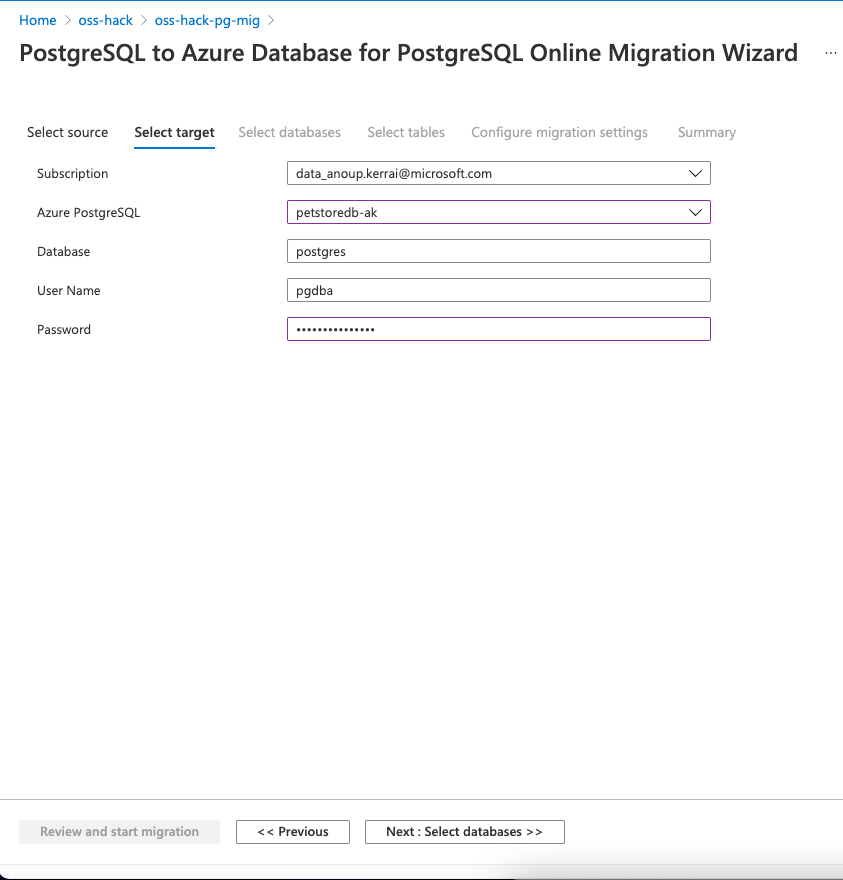 Home > oss-hack > oss-hack-pg-mig >
PostgreSQL to Azure Database for PostgreSQL Online Migration Wizard ...
Select source Select target Select databases Select tables Configure migration settings Summary
Subscription data_anoup.kerrai@microsoft.com
Azure PostgreSQL petstoredb-ak
Database postgres
User Name pgdba
Password •••••••••••••••
Review and start migration << Previous Next : Select databases >>